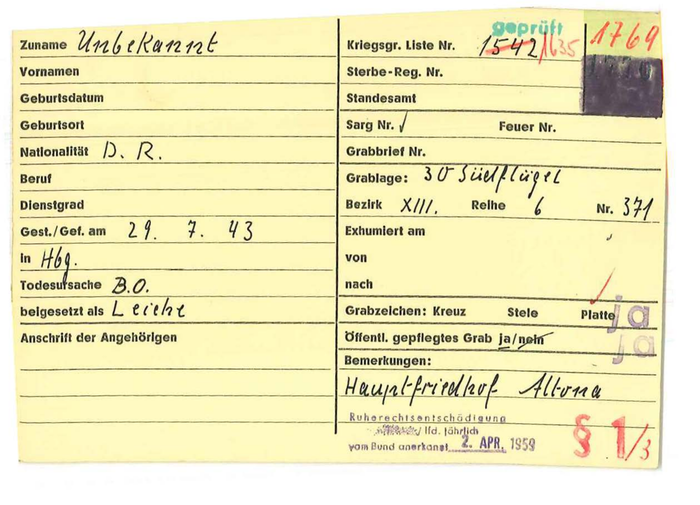 Zuname Unbekannt
Vornamen
Geburtsdatum
Geburtsort
Nationalität D. R.
Beruf
Dienstgrad
Gest./Gef. am 29. 7. 43
in Hbg.
Todesursache B.O.
beigesetzt als Leiche
Anschrift der Angehörigen
geprüft
Kriegsgr. Liste Nr. 1542 1635 1769
Sterbe-Reg. Nr.
Standesamt
Sarg Nr. Feuer Nr.
Grabbrief Nr.
Grablage: 30 Südflügel
Bezirk XIII. Reihe 6 Nr. 371
Exhumiert am
von
nach
Grabzeichen: Kreuz Stele Platte ja
Öffentl. gepflegtes Grab ja/nein ja
Bemerkungen:
Hauptfriedhof Altona
Ruherechtsentschädigung
lfd. jährlich
vom Bund anerkannt 2. APR. 1959
§ 1/3